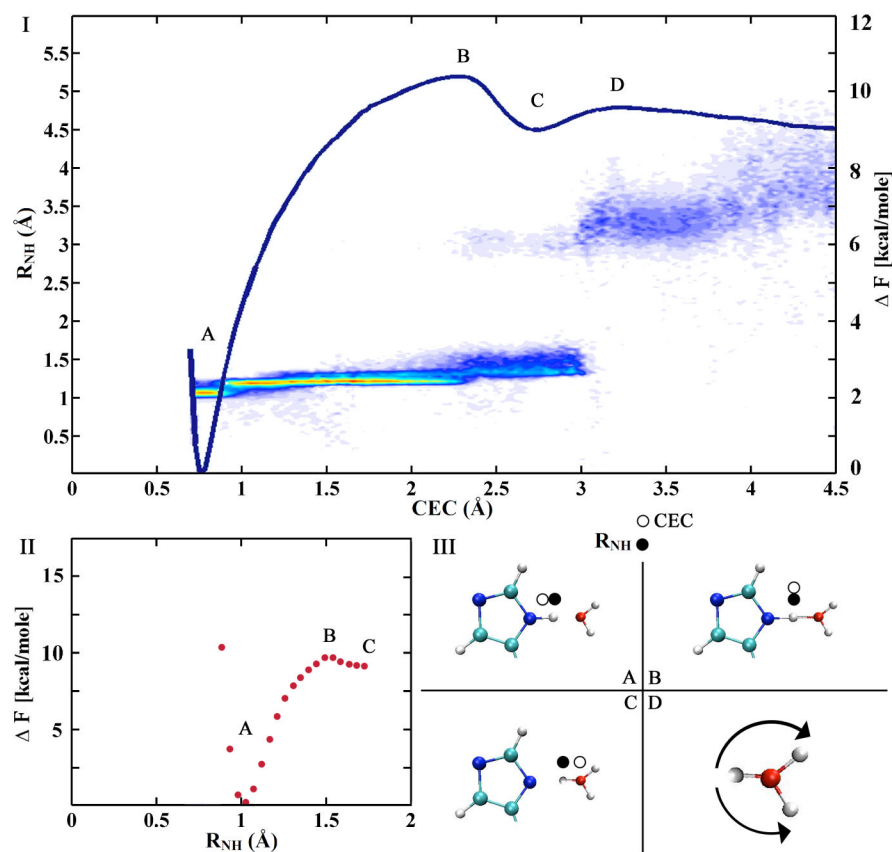 I
12
5.5
B
5
10
D
4.5
C
4
8
3.5
R_NH (Å)
3
6
Δ F [kcal/mole]
2.5
2
4
A
1.5
1
2
0.5
0
0 0.5 1 1.5 2 2.5 3 3.5 4 4.5
CEC (Å)
○ CEC
R_NH ●
II
III
15
10
5
Δ F [kcal/mole]
B
C
A
0 0.5 1 1.5 2
R_NH (Å)
A B
C D